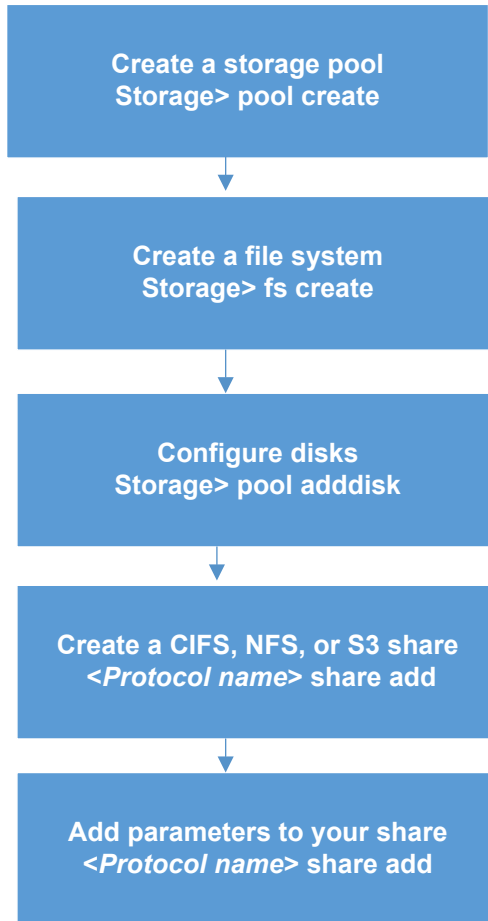 Create a storage pool
Storage> pool create
Create a file system
Storage> fs create
Configure disks
Storage> pool adddisk
Create a CIFS, NFS, or S3 share
<Protocol name> share add
Add parameters to your share
<Protocol name> share add